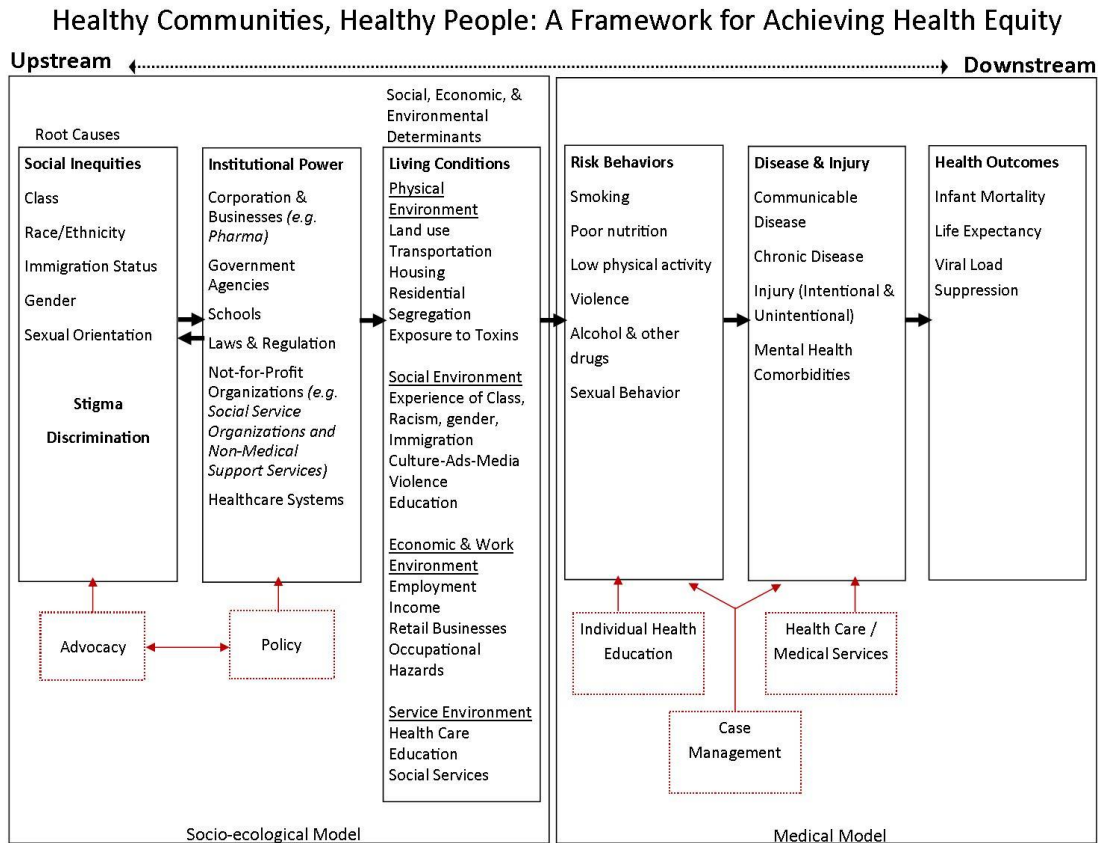 Healthy Communities, Healthy People: A Framework for Achieving Health Equity
Upstream
Downstream
Root Causes
Social Inequities
Class
Race/Ethnicity
Immigration Status
Gender
Sexual Orientation
Stigma
Discrimination
Institutional Power
Corporation &
Businesses (e.g.
Pharma)
Government
Agencies
Schools
Laws & Regulation
Not-for-Profit
Organizations (e.g.
Social Service
Organizations and
Non-Medical
Support Services)
Healthcare Systems
Social, Economic, &
Environmental
Determinants
Living Conditions
Physical
Environment
Land use
Transportation
Housing
Residential
Segregation
Exposure to Toxins
Social Environment
Experience of Class,
Racism, gender,
Immigration
Culture-Ads-Media
Violence
Education
Economic & Work
Environment
Employment
Income
Retail Businesses
Occupational
Hazards
Service Environment
Health Care
Education
Social Services
Advocacy
Policy
Socio-ecological Model
Risk Behaviors
Smoking
Poor nutrition
Low physical activity
Violence
Alcohol & other
drugs
Sexual Behavior
Disease & Injury
Communicable
Disease
Chronic Disease
Injury (Intentional &
Unintentional)
Mental Health
Comorbidities
Health Outcomes
Infant Mortality
Life Expectancy
Viral Load
Suppression
Individual Health
Education
Health Care /
Medical Services
Case
Management
Medical Model